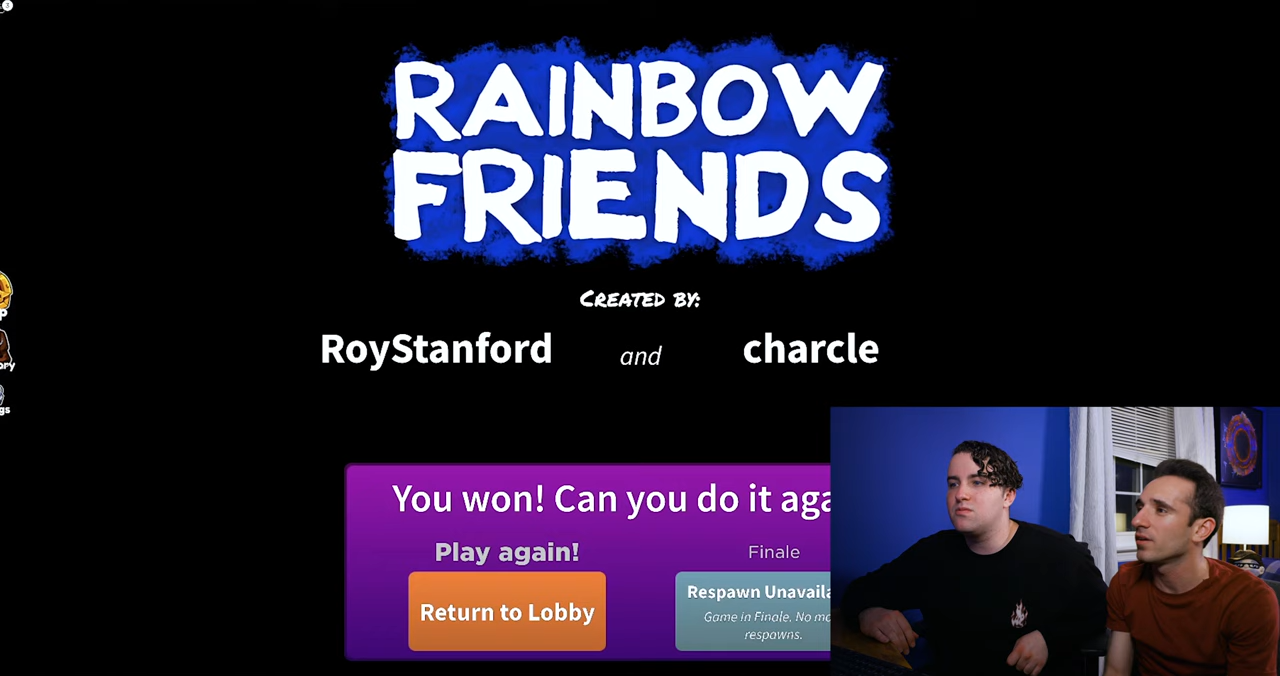 RAINBOW
FRIENDS
CREATED BY:
RoyStanford and charcle
You won! Can you do it aga
Play again!
Finale
Return to Lobby
Respawn Unavaila
Game in Finale. No mo
respawns.